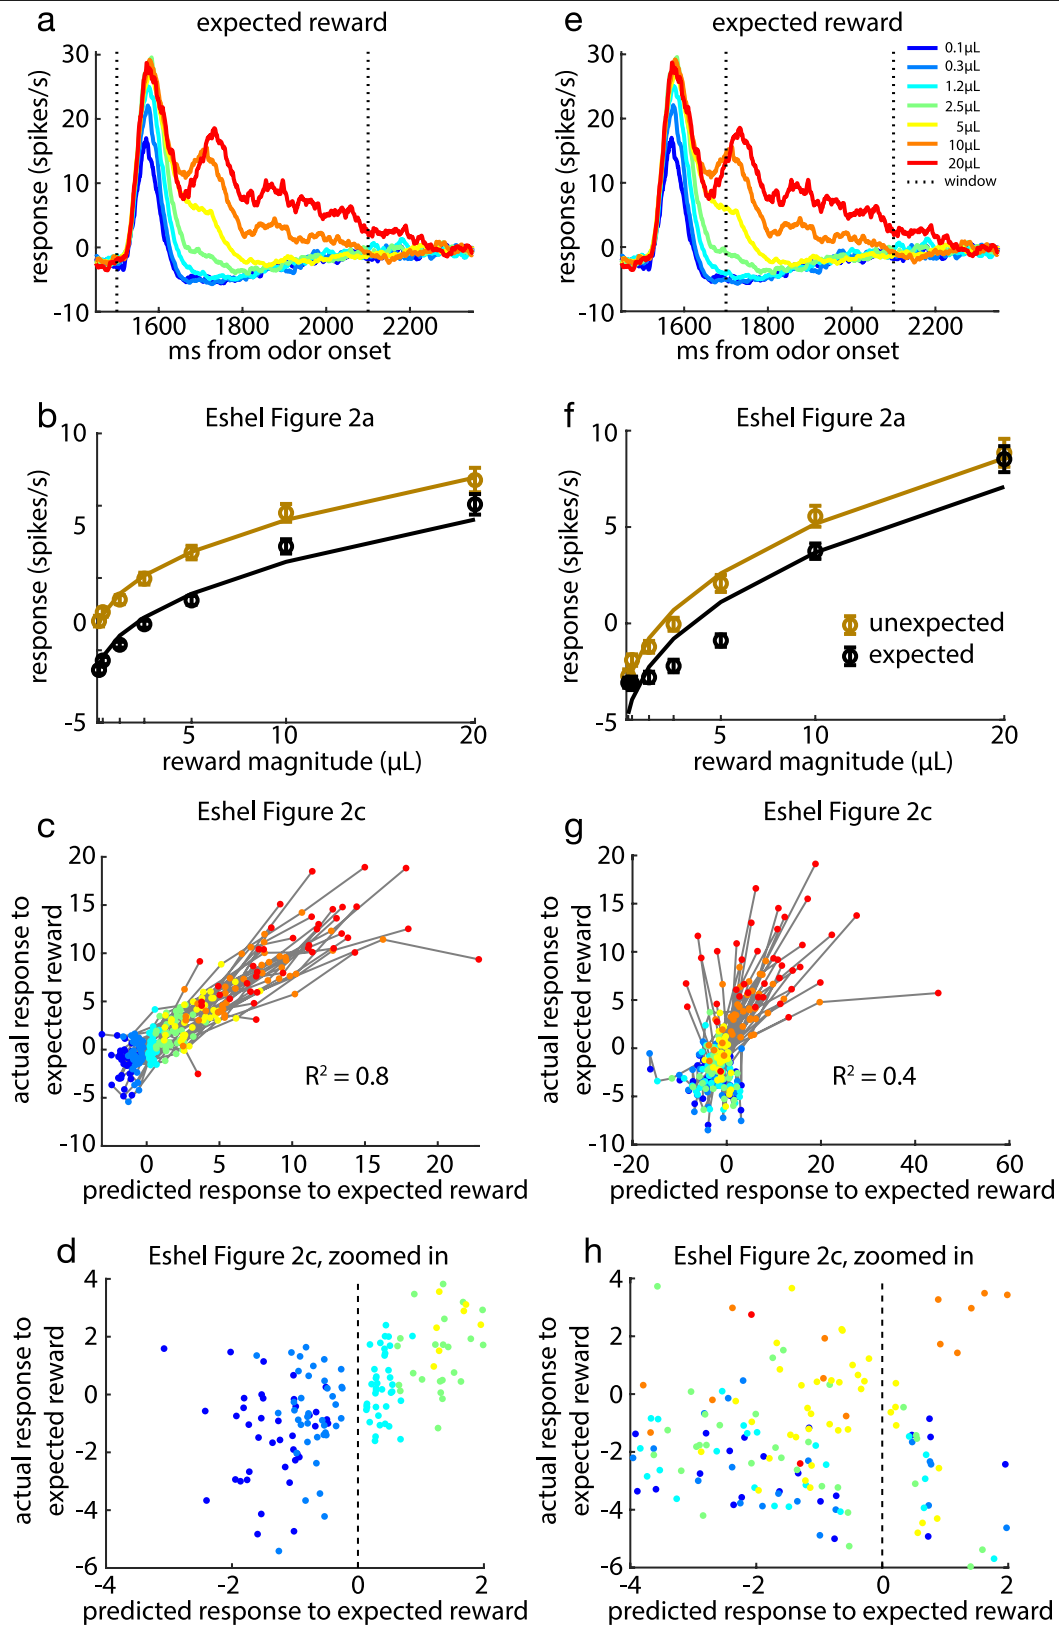 a
expected reward
response (spikes/s)
30
20
10
0
-10
1600
1800
2000
2200
ms from odor onset
e
expected reward
response (spikes/s)
30
20
10
0
-10
1600
1800
2000
2200
ms from odor onset
0.1µL
0.3µL
1.2µL
2.5µL
5µL
10µL
20µL
window
b
Eshel Figure 2a
response (spikes/s)
10
5
0
-5
5
10
20
reward magnitude (µL)
f
Eshel Figure 2a
response (spikes/s)
10
5
0
-5
5
10
20
reward magnitude (µL)
unexpected
expected
c
Eshel Figure 2c
actual response to
expected reward
20
15
10
5
0
-5
-10
R² = 0.8
0
5
10
15
20
predicted response to expected reward
g
Eshel Figure 2c
actual response to
expected reward
20
15
10
5
0
-5
-10
R² = 0.4
-20
0
20
40
60
predicted response to expected reward
d
Eshel Figure 2c, zoomed in
actual response to
expected reward
4
2
0
-2
-4
-6
-4
-2
0
2
predicted response to expected reward
h
Eshel Figure 2c, zoomed in
actual response to
expected reward
4
2
0
-2
-4
-6
-4
-2
0
2
predicted response to expected reward